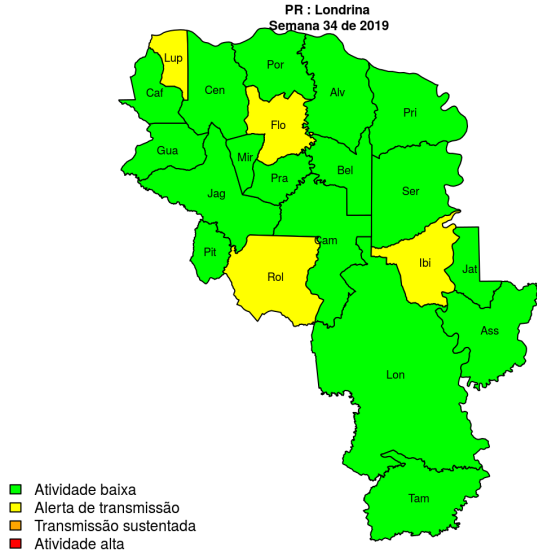 PR : Londrina
Semana 34 de 2019
Lup
Por
Caf
Cen
Alv
Pri
Flo
Gua
Mir
Bel
Pra
Jag
Ser
Cam
Pit
Ibi
Jat
Rol
Ass
Lon
Tam
Atividade baixa
Alerta de transmissão
Transmissão sustentada
Atividade alta